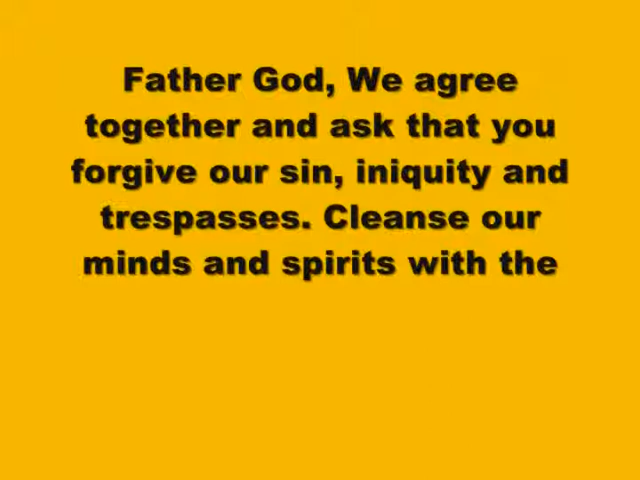 Father God, We agree
together and ask that you
forgive our sin, iniquity and
trespasses. Cleanse our
minds and spirits with the